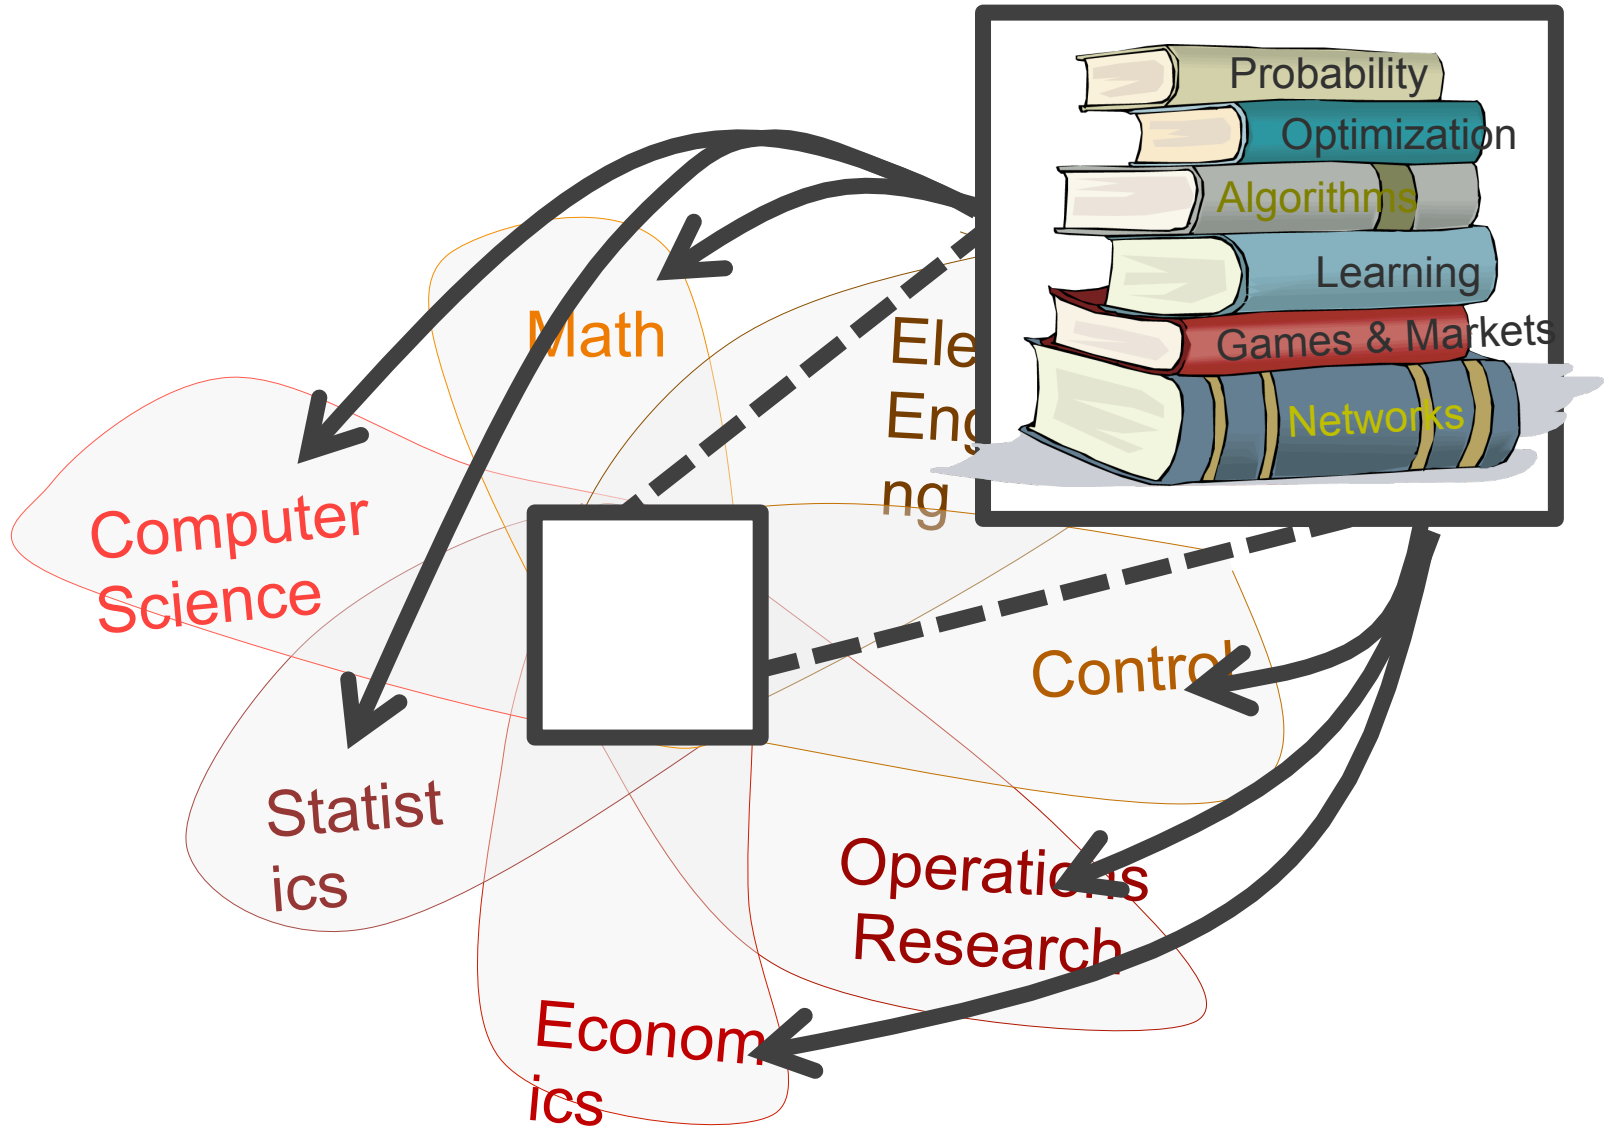 Probability
Optimization
Algorithms
Learning
Games & Markets
Networks
Math
Ele
Eng
ng
Computer
Science
Control
Statist
ics
Operations
Research
Econom
ics